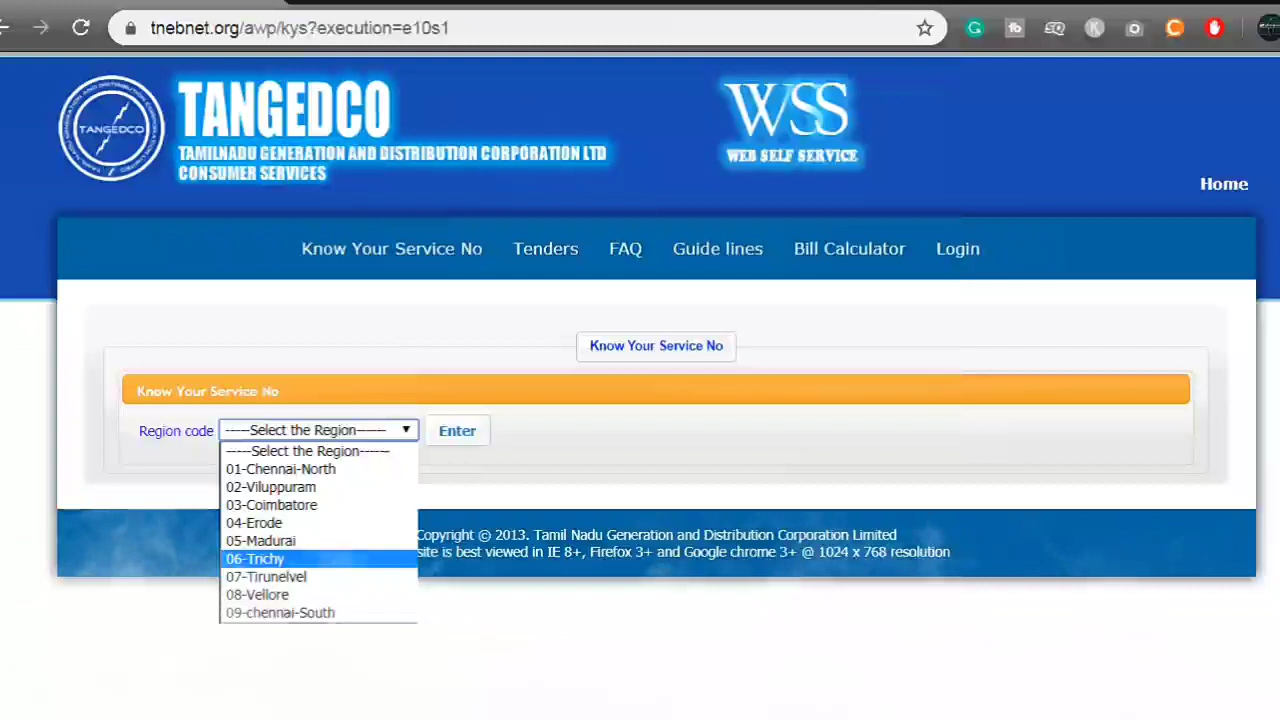 tnebnet.org/awp/kys?execution=e10s1
TANGEDCO
TAMILNADU GENERATION AND DISTRIBUTION CORPORATION LTD
CONSUMER SERVICES
TANGEDCO
WSS
WEB SELF SERVICE
Home
Know Your Service No Tenders FAQ Guide lines Bill Calculator Login
Know Your Service No
Know Your Service No
Region code -----Select the Region------ Enter
-----Select the Region------
01-Chennai-North
02-Viluppuram
03-Coimbatore
04-Erode
05-Madurai
06-Trichy
07-Tirunelvel
08-Vellore
09-chennai-South
Copyright © 2013. Tamil Nadu Generation and Distribution Corporation Limited
site is best viewed in IE 8+, Firefox 3+ and Google chrome 3+ @ 1024 x 768 resolution